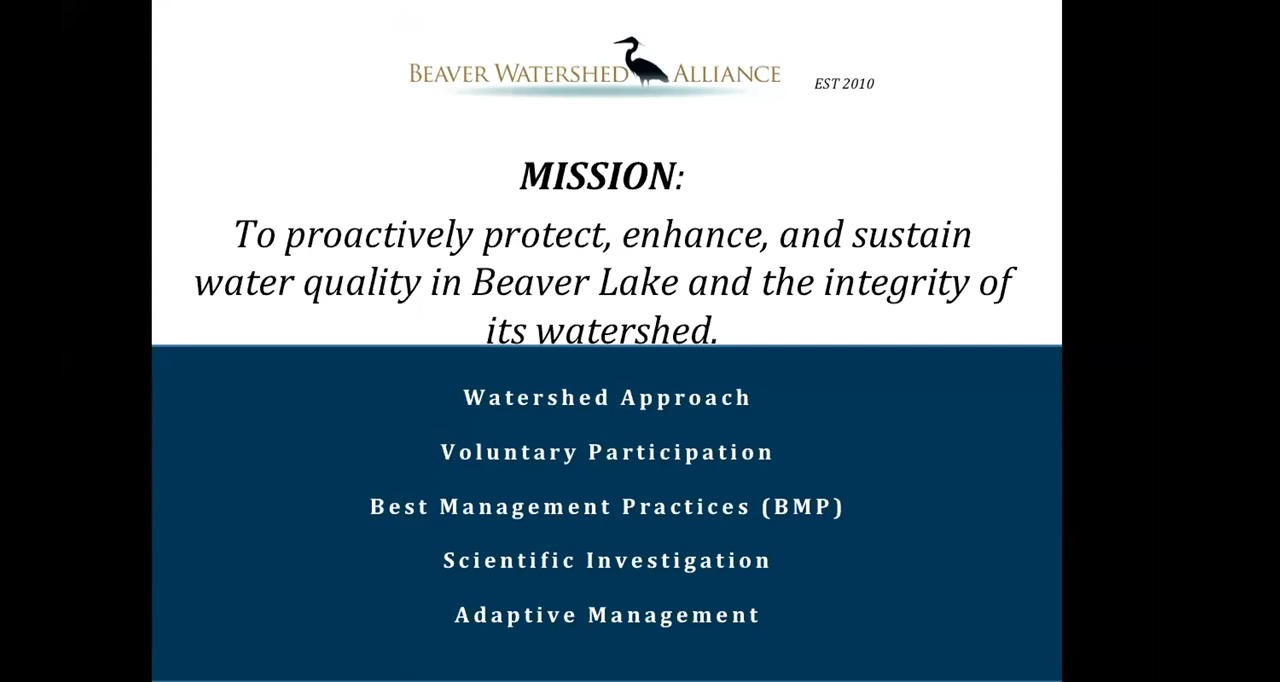 BEAVER WATERSHED ALLIANCE EST 2010
MISSION:
To proactively protect, enhance, and sustain
water quality in Beaver Lake and the integrity of
its watershed.
Watershed Approach
Voluntary Participation
Best Management Practices (BMP)
Scientific Investigation
Adaptive Management